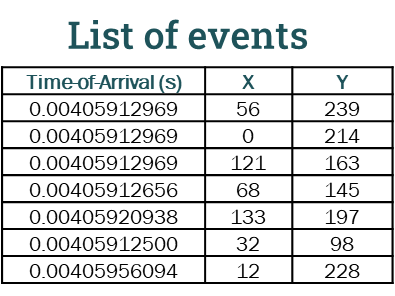 List of events
Time-of-Arrival (s) X Y
0.00405912969 56 239
0.00405912969 0 214
0.00405912969 121 163
0.00405912656 68 145
0.00405920938 133 197
0.00405912500 32 98
0.00405956094 12 228